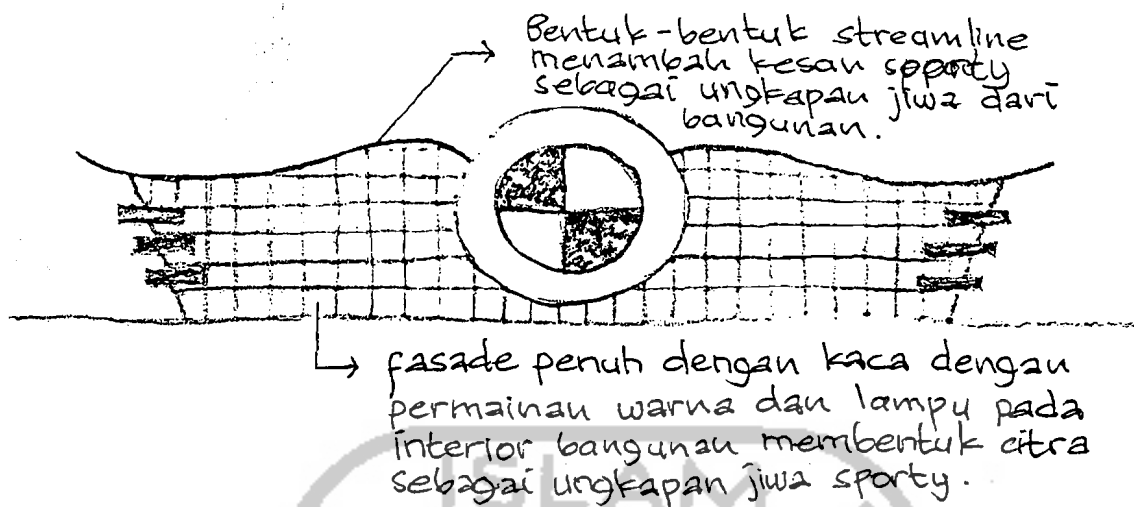 Bentuk-bentuk streamline
menambah kesan sporty
sebagai ungkapan jiwa dari
bangunan.
fasade penuh dengan kaca dengan
permainan warna dan lampu pada
interior bangunan membentuk citra
sebagai ungkapan jiwa sporty.
ISLAM